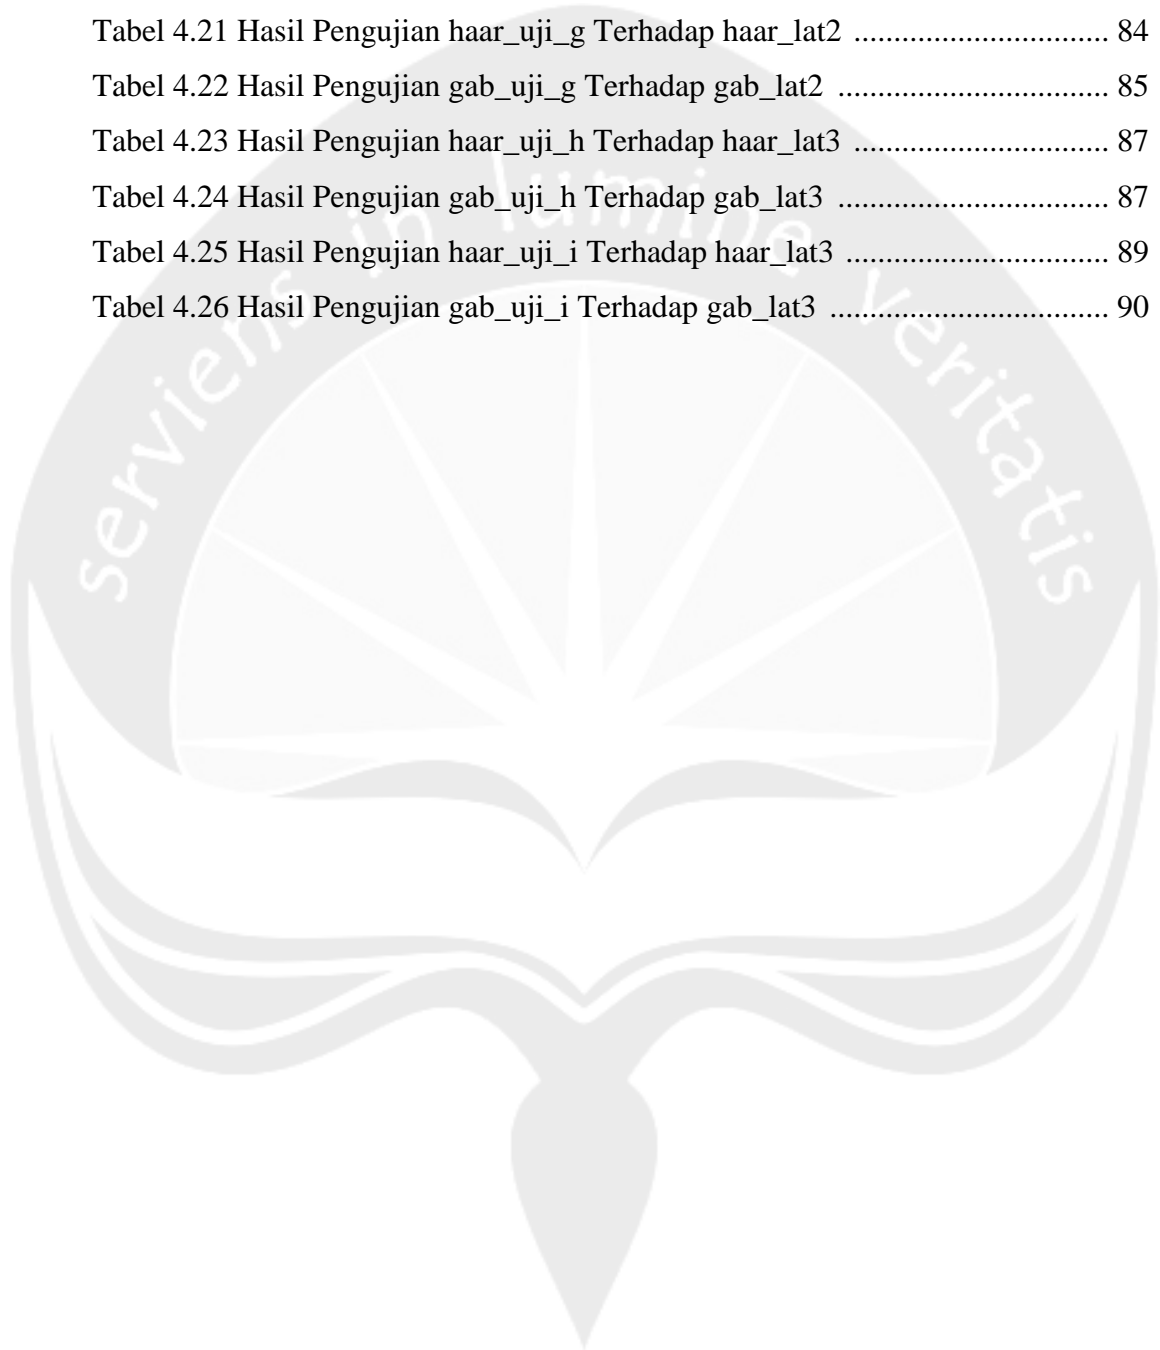 Tabel 4.21 Hasil Pengujian haar_uji_g Terhadap haar_lat2 ............................... 84
Tabel 4.22 Hasil Pengujian gab_uji_g Terhadap gab_lat2 ................................. 85
Tabel 4.23 Hasil Pengujian haar_uji_h Terhadap haar_lat3 ............................... 87
Tabel 4.24 Hasil Pengujian gab_uji_h Terhadap gab_lat3 ................................. 87
Tabel 4.25 Hasil Pengujian haar_uji_i Terhadap haar_lat3 ................................ 89
Tabel 4.26 Hasil Pengujian gab_uji_i Terhadap gab_lat3 .................................. 90
serviens in lumine veritatis